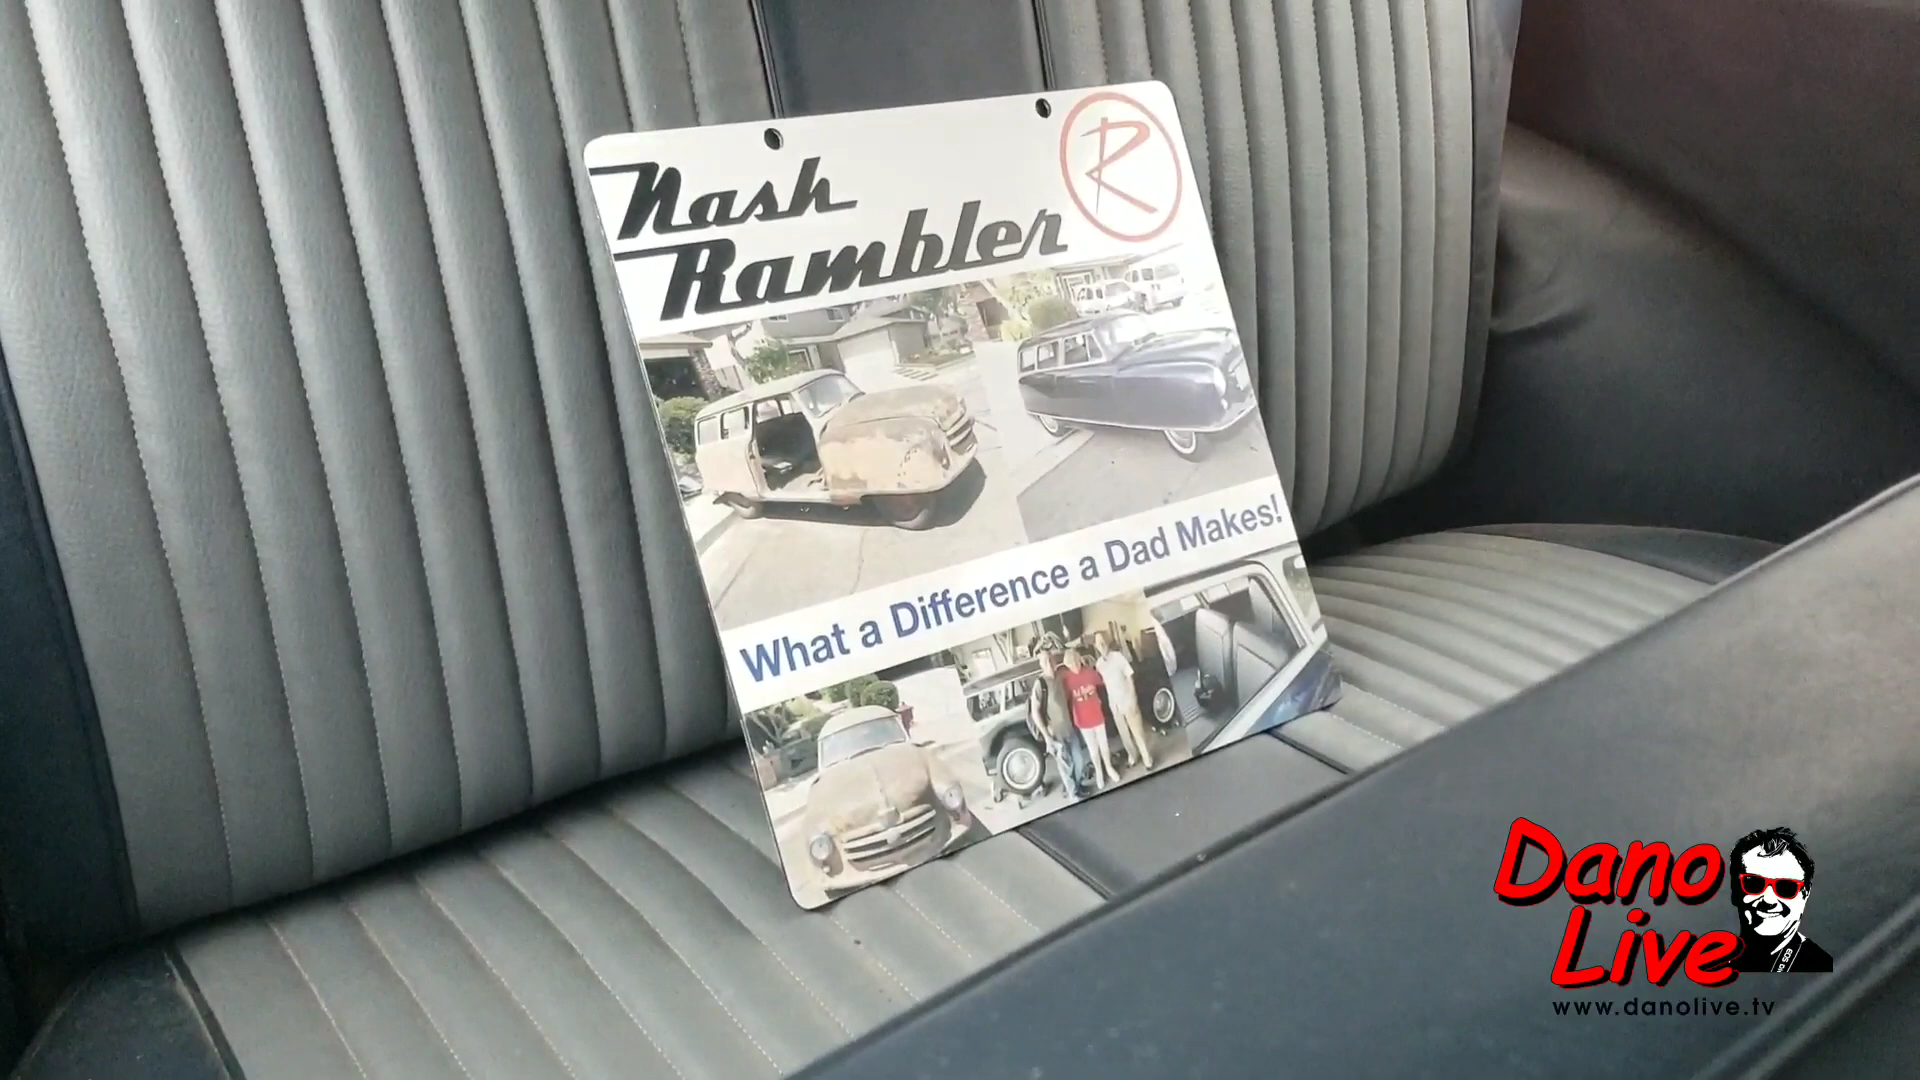 Nash
Rambler
R
What a Difference a Dad Makes!
Dano
Live
www.danolive.tv